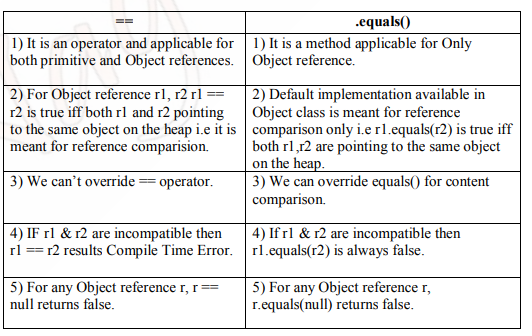 ==
.equals()
1) It is an operator and applicable for
both primitive and Object references.
1) It is a method applicable for Only
Object reference.
2) For Object reference r1, r2 r1 ==
r2 is true iff both r1 and r2 pointing
to the same object on the heap i.e it is
meant for reference comparision.
2) Default implementation available in
Object class is meant for reference
comparison only i.e r1.equals(r2) is true iff
both r1 ,r2 are pointing to the same object
on the heap.
3) We can’t override == operator.
3) We can override equals() for content
comparison.
4) IF r1 & r2 are incompatible then
r1 == r2 results Compile Time Error.
4) If r1 & r2 are incompatible then
r1.equals(r2) is always false.
5) For any Object reference r, r ==
null returns false.
5) For any Object reference r,
r.equals(null) returns false.